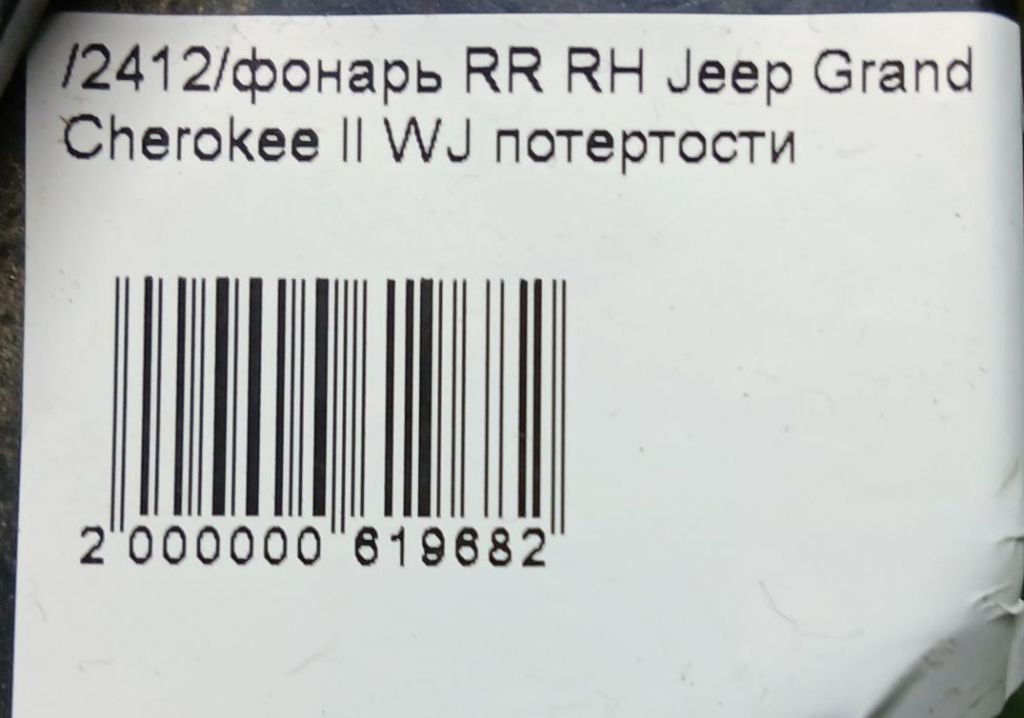 /2412/фонарь RR RH Jeep Grand
Cherokee II WJ потертости
2 000000 619682